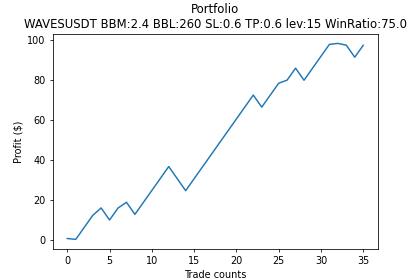 Portfolio
WAVESUSDT BBM:2.4 BBL:260 SL:0.6 TP:0.6 lev:15 WinRatio:75.0
100
80
60
40
20
0
Profit ($)
0 5 10 15 20 25 30 35
Trade counts